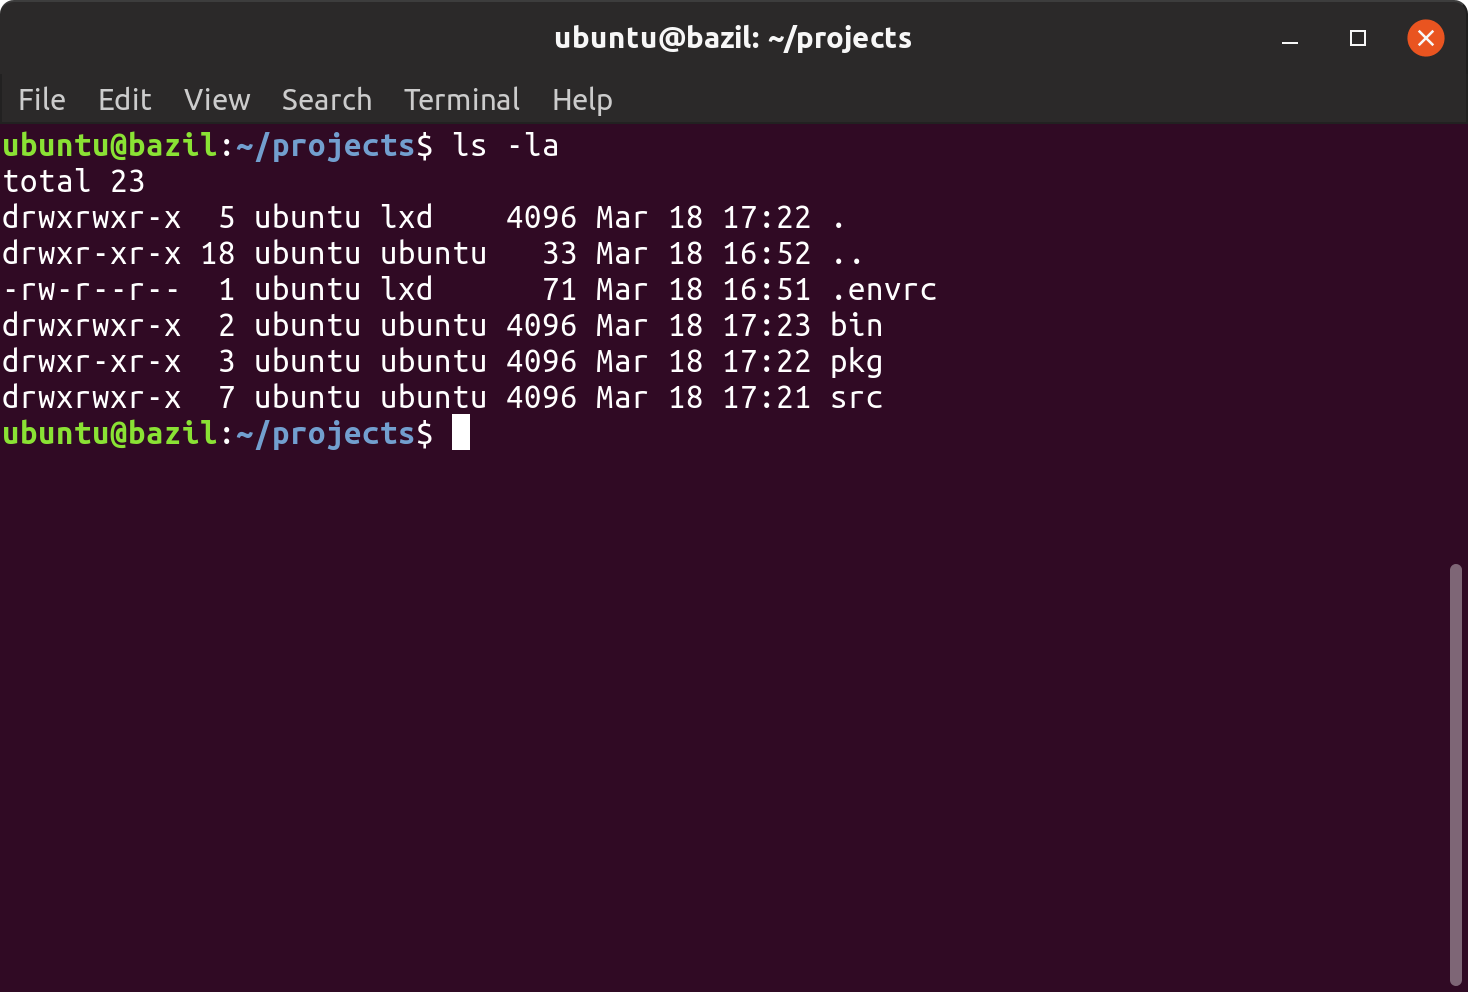 ubuntu@bazil: ~/projects
File Edit View Search Terminal Help
ubuntu@bazil:~/projects$ ls -la
total 23
drwxrwxr-x  5 ubuntu lxd    4096 Mar 18 17:22 .
drwxr-xr-x 18 ubuntu ubuntu   33 Mar 18 16:52 ..
-rw-r--r--  1 ubuntu lxd      71 Mar 18 16:51 .envrc
drwxrwxr-x  2 ubuntu ubuntu 4096 Mar 18 17:23 bin
drwxr-xr-x  3 ubuntu ubuntu 4096 Mar 18 17:22 pkg
drwxrwxr-x  7 ubuntu ubuntu 4096 Mar 18 17:21 src
ubuntu@bazil:~/projects$